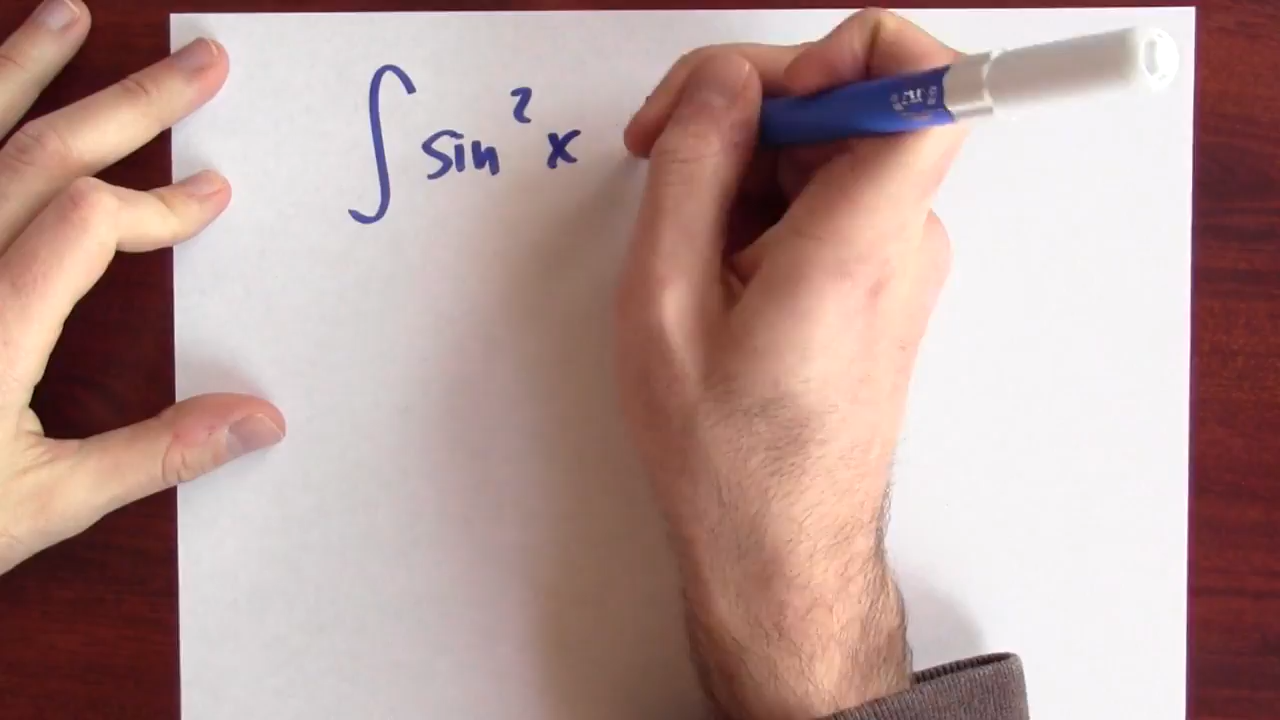 ∫ sin² x